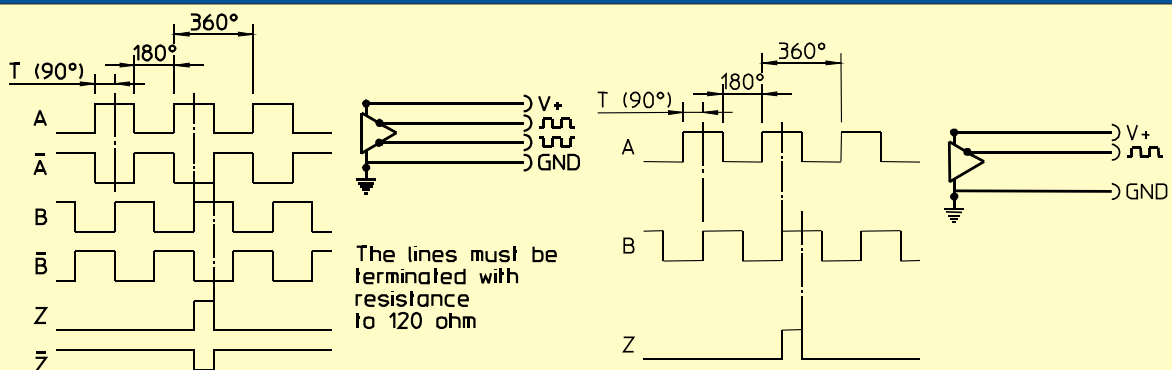 360°
180°
T (90°)
A
A̅
B
B̅
Z
Z̅
V+
GND
The lines must be
terminated with
resistance
to 120 ohm
360°
180°
T (90°)
A
B
Z
V+
GND